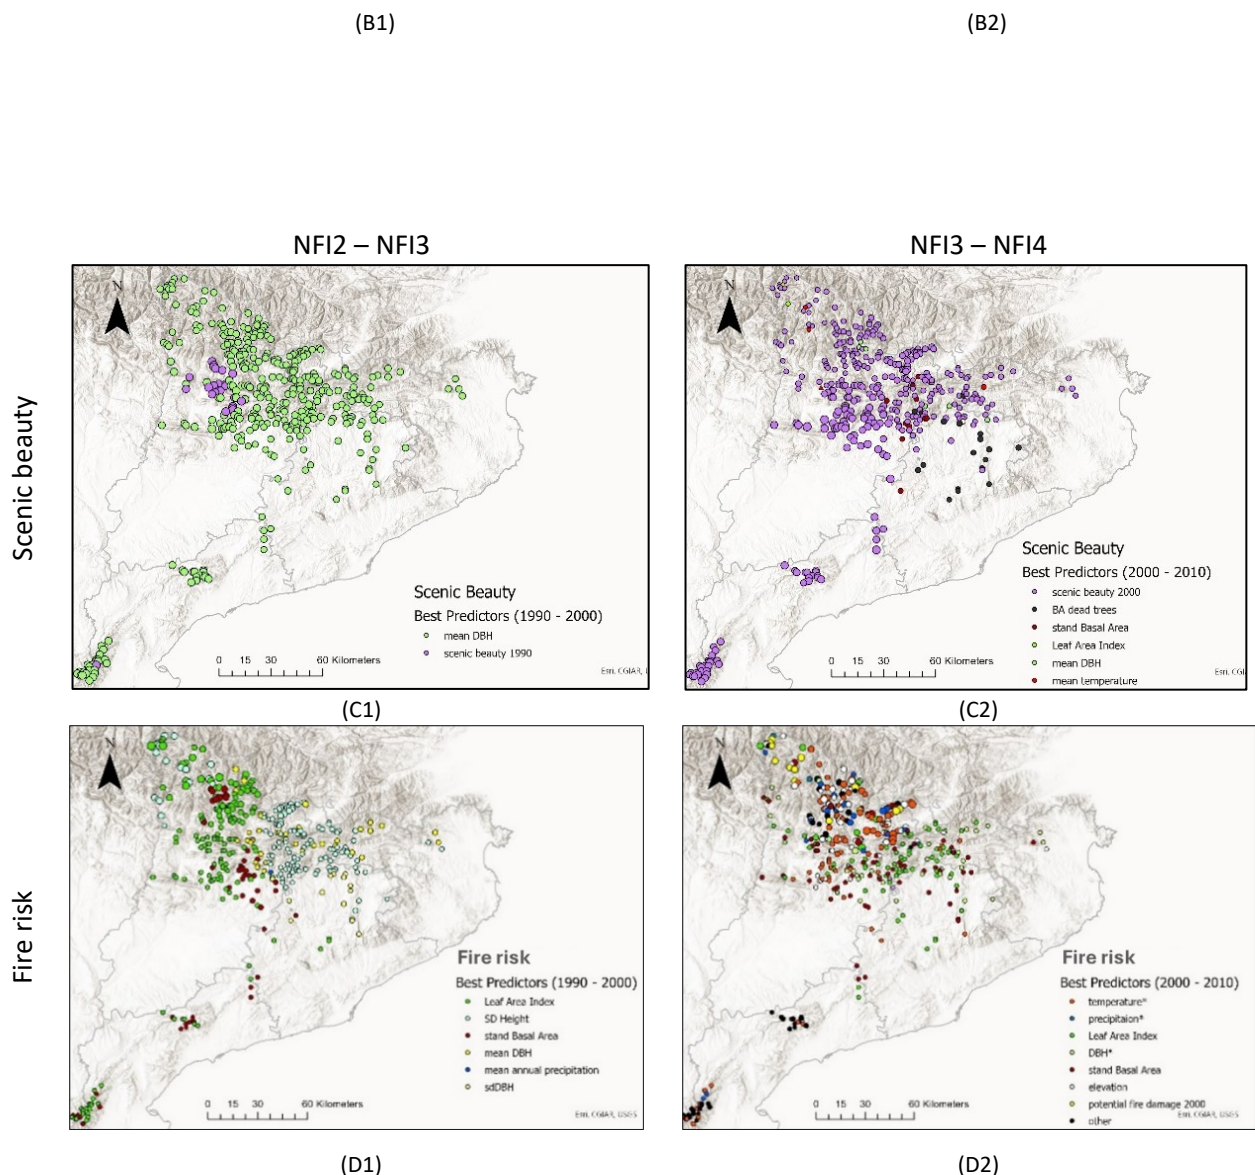 (B1)
(B2)
NFI2 – NFI3
NFI3 – NFI4
Scenic beauty
N
Scenic Beauty
Best Predictors (1990 - 2000)
mean DBH
scenic beauty 1990
0 15 30 60 Kilometers
Esri, CGIAR, U
N
Scenic Beauty
Best Predictors (2000 - 2010)
scenic beauty 2000
BA dead trees
stand Basal Area
Leaf Area Index
mean DBH
mean temperature
0 15 30 60 Kilometers
Esri, CGI
(C1)
(C2)
Fire risk
N
Fire risk
Best Predictors (1990 - 2000)
Leaf Area Index
SD Height
stand Basal Area
mean DBH
mean annual precipitation
sdDBH
0 15 30 60 Kilometers
Esri, CGIAR, USGS
N
Fire risk
Best Predictors (2000 - 2010)
temperature*
precipitaion*
Leaf Area Index
DBH*
stand Basal Area
elevation
potential fire damage 2000
other
0 15 30 60 Kilometers
Esri, CGIAR, USGS
(D1)
(D2)